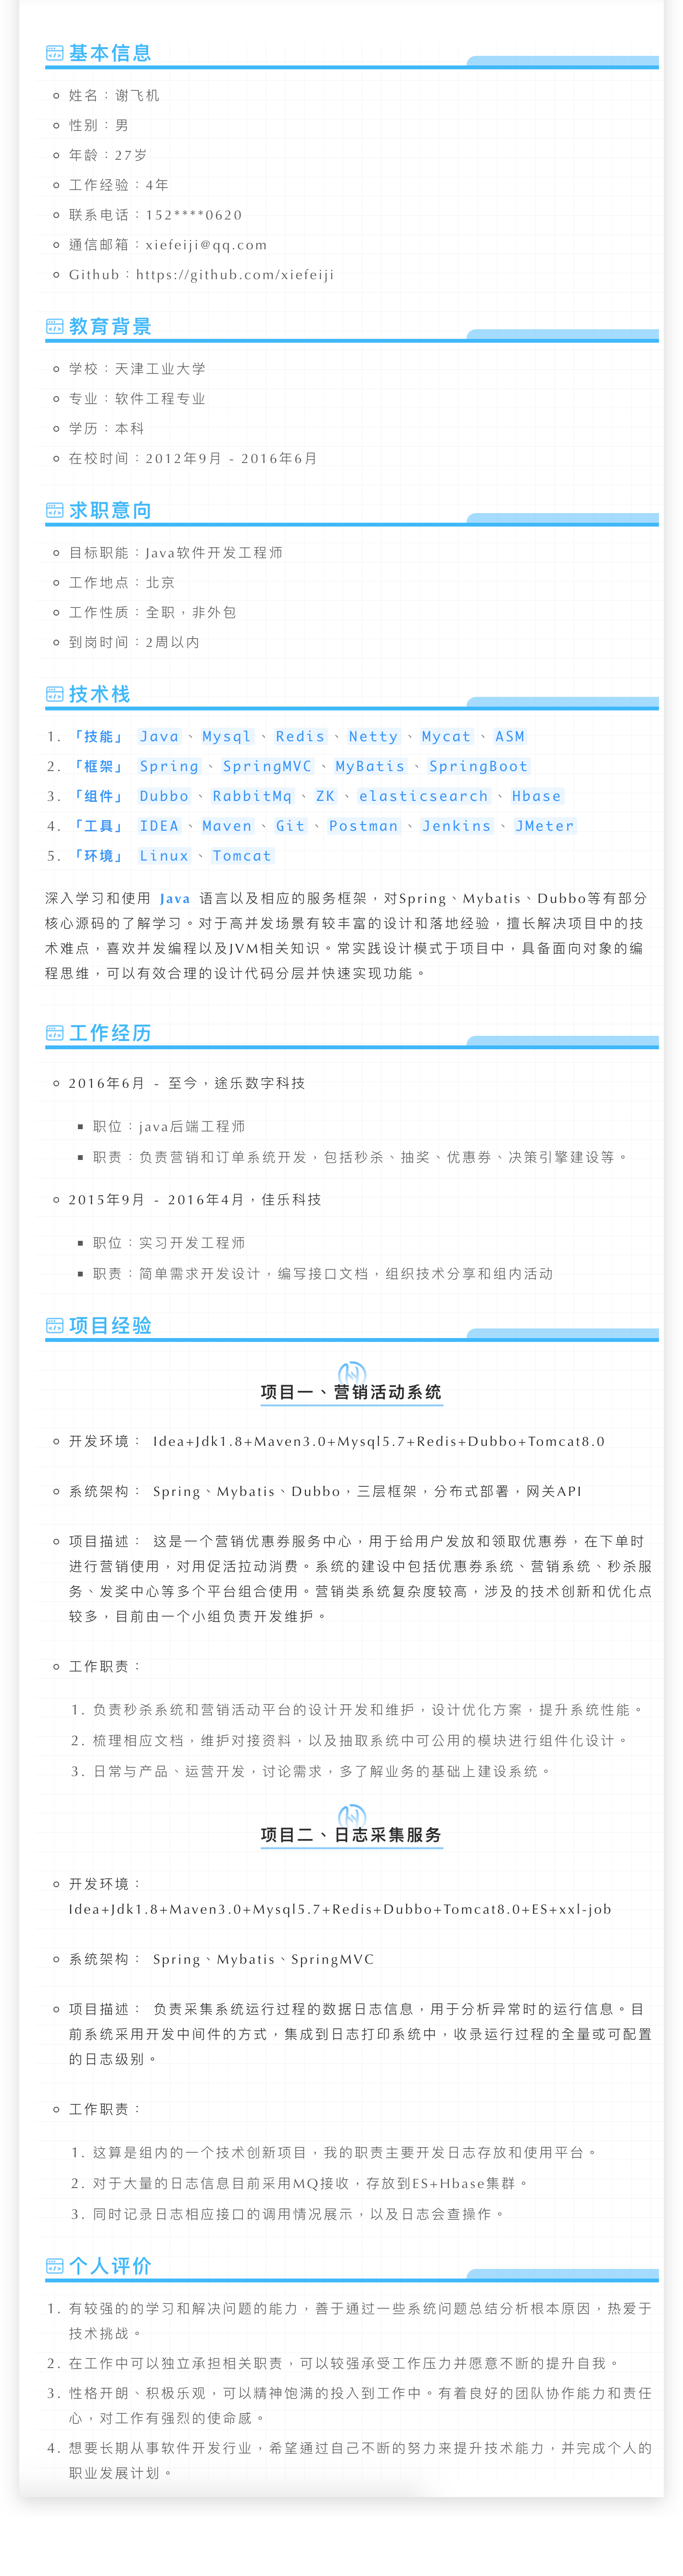 基本信息
姓名：谢飞机
性别：男
年龄：27岁
工作经验：4年
联系电话：152****0620
通信邮箱：xiefeiji@qq.com
Github：https://github.com/xiefeiji
教育背景
学校：天津工业大学
专业：软件工程专业
学历：本科
在校时间：2012年9月 - 2016年6月
求职意向
目标职能：Java软件开发工程师
工作地点：北京
工作性质：全职，非外包
到岗时间：2周以内
技术栈
1. 「技能」 Java 、 Mysql 、 Redis 、 Netty 、 Mycat 、 ASM
2. 「框架」 Spring 、 SpringMVC 、 MyBatis 、 SpringBoot
3. 「组件」 Dubbo 、 RabbitMq 、 ZK 、 elasticsearch 、 Hbase
4. 「工具」 IDEA 、 Maven 、 Git 、 Postman 、 Jenkins 、 JMeter
5. 「环境」 Linux 、 Tomcat
深入学习和使用 Java 语言以及相应的服务框架，对Spring、Mybatis、Dubbo等有部分
核心源码的了解学习。对于高并发场景有较丰富的设计和落地经验，擅长解决项目中的技
术难点，喜欢并发编程以及JVM相关知识。常实践设计模式于项目中，具备面向对象的编
程思维，可以有效合理的设计代码分层并快速实现功能。
工作经历
2016年6月 - 至今，途乐数字科技
职位：java后端工程师
职责：负责营销和订单系统开发，包括秒杀、抽奖、优惠券、决策引擎建设等。
2015年9月 - 2016年4月，佳乐科技
职位：实习开发工程师
职责：简单需求开发设计，编写接口文档，组织技术分享和组内活动
项目经验
项目一、营销活动系统
开发环境： Idea+Jdk1.8+Maven3.0+Mysql5.7+Redis+Dubbo+Tomcat8.0
系统架构： Spring、Mybatis、Dubbo，三层框架，分布式部署，网关API
项目描述： 这是一个营销优惠券服务中心，用于给用户发放和领取优惠券，在下单时
进行营销使用，对用促活拉动消费。系统的建设中包括优惠券系统、营销系统、秒杀服
务、发奖中心等多个平台组合使用。营销类系统复杂度较高，涉及的技术创新和优化点
较多，目前由一个小组负责开发维护。
工作职责：
1. 负责秒杀系统和营销活动平台的设计开发和维护，设计优化方案，提升系统性能。
2. 梳理相应文档，维护对接资料，以及抽取系统中可公用的模块进行组件化设计。
3. 日常与产品、运营开发，讨论需求，多了解业务的基础上建设系统。
项目二、日志采集服务
开发环境：
Idea+Jdk1.8+Maven3.0+Mysql5.7+Redis+Dubbo+Tomcat8.0+ES+xxl-job
系统架构： Spring、Mybatis、SpringMVC
项目描述： 负责采集系统运行过程的数据日志信息，用于分析异常时的运行信息。目
前系统采用开发中间件的方式，集成到日志打印系统中，收录运行过程的全量或可配置
的日志级别。
工作职责：
1. 这算是组内的一个技术创新项目，我的职责主要开发日志存放和使用平台。
2. 对于大量的日志信息目前采用MQ接收，存放到ES+Hbase集群。
3. 同时记录日志相应接口的调用情况展示，以及日志会查操作。
个人评价
1. 有较强的的学习和解决问题的能力，善于通过一些系统问题总结分析根本原因，热爱于
技术挑战。
2. 在工作中可以独立承担相关职责，可以较强承受工作压力并愿意不断的提升自我。
3. 性格开朗、积极乐观，可以精神饱满的投入到工作中。有着良好的团队协作能力和责任
心，对工作有强烈的使命感。
4. 想要长期从事软件开发行业，希望通过自己不断的努力来提升技术能力，并完成个人的
职业发展计划。